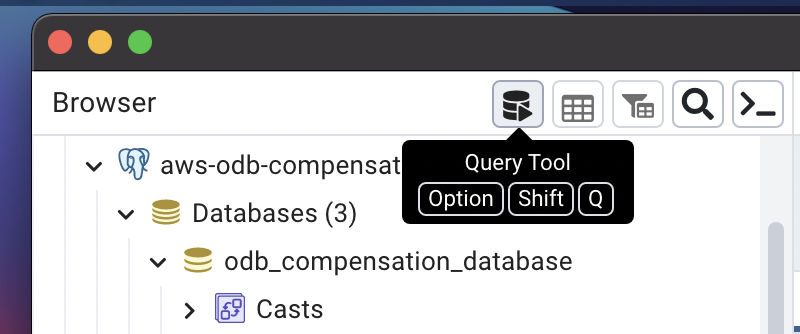 Browser
aws-odb-compensat
Query Tool
Option Shift Q
Databases (3)
odb_compensation_database
Casts